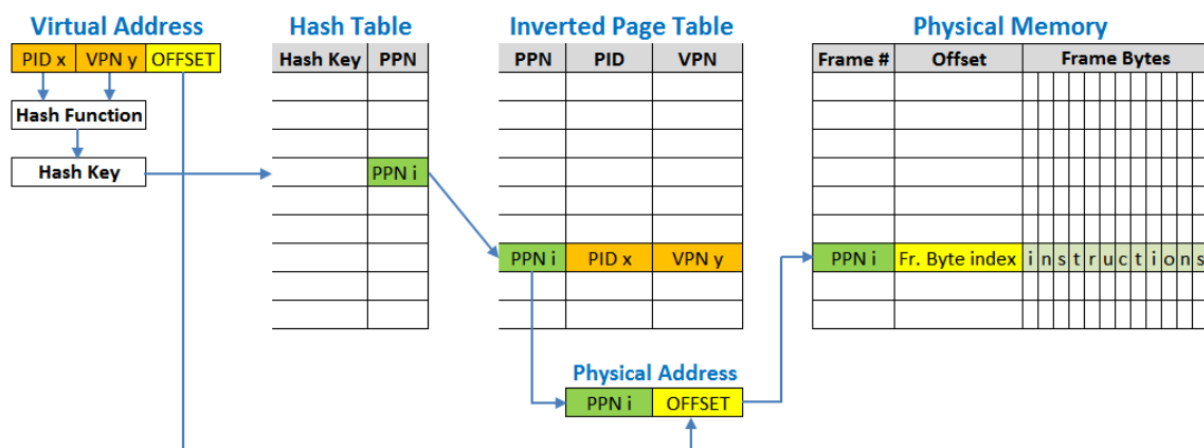 Virtual Address Hash Table Inverted Page Table Physical Memory
PID x VPN y OFFSET Hash Key PPN PPN PID VPN Frame # Offset Frame Bytes
Hash Function
Hash Key PPN i
PPN i PID x VPN y PPN i Fr. Byte index instructions
Physical Address
PPN i OFFSET